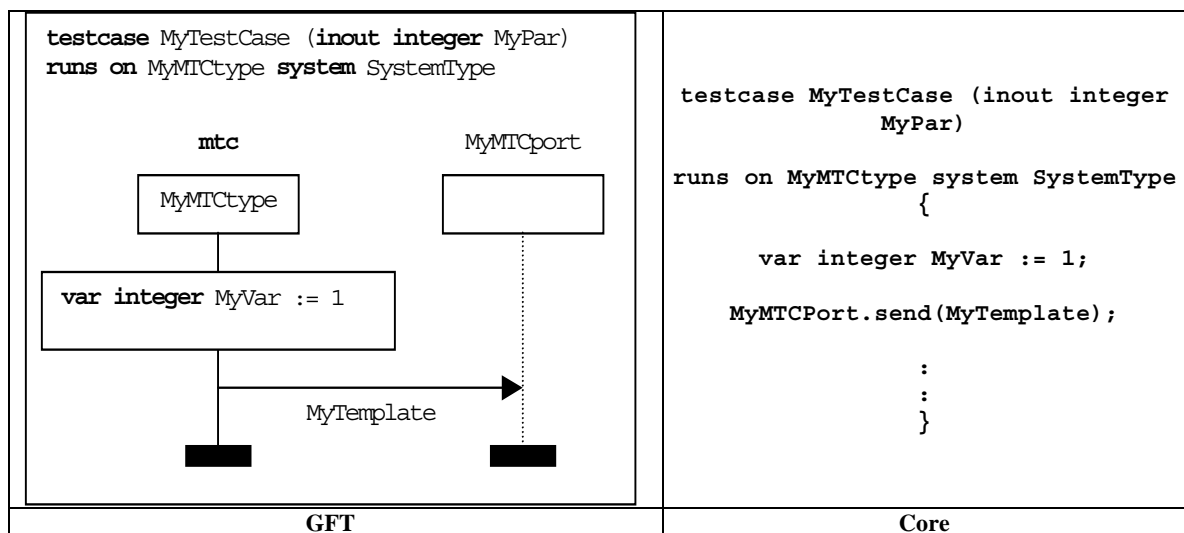 testcase MyTestCase (inout integer MyPar)
runs on MyMTCtype system SystemType
mtc
MyMTCport
MyMTCtype
var integer MyVar := 1
MyTemplate
GFT
testcase MyTestCase (inout integer
MyPar)
runs on MyMTCtype system SystemType
{
var integer MyVar := 1;
MyMTCPort.send(MyTemplate);
:
:
}
Core